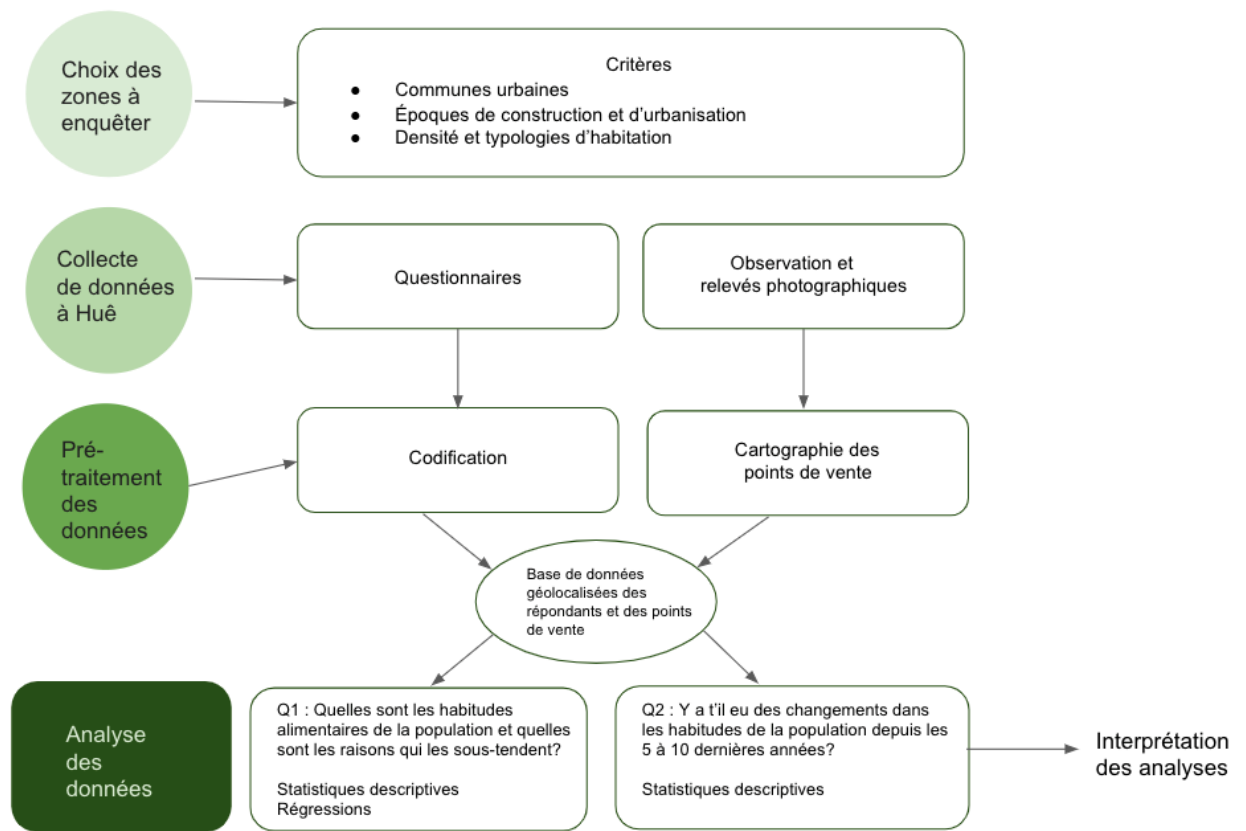 Choix des
zones à
enquêter
Critères
● Communes urbaines
● Époques de construction et d'urbanisation
● Densité et typologies d'habitation
Collecte
de données
à Huê
Questionnaires
Observation et
relevés photographiques
Pré-
traitement
des
données
Codification
Cartographie des
points de vente
Base de données
géolocalisées des
répondants et des points
de vente
Analyse
des
données
Q1 : Quelles sont les habitudes
alimentaires de la population et quelles
sont les raisons qui les sous-tendent?
Statistiques descriptives
Régressions
Q2 : Y a t'il eu des changements dans
les habitudes de la population depuis les
5 à 10 dernières années?
Statistiques descriptives
Interprétation
des analyses